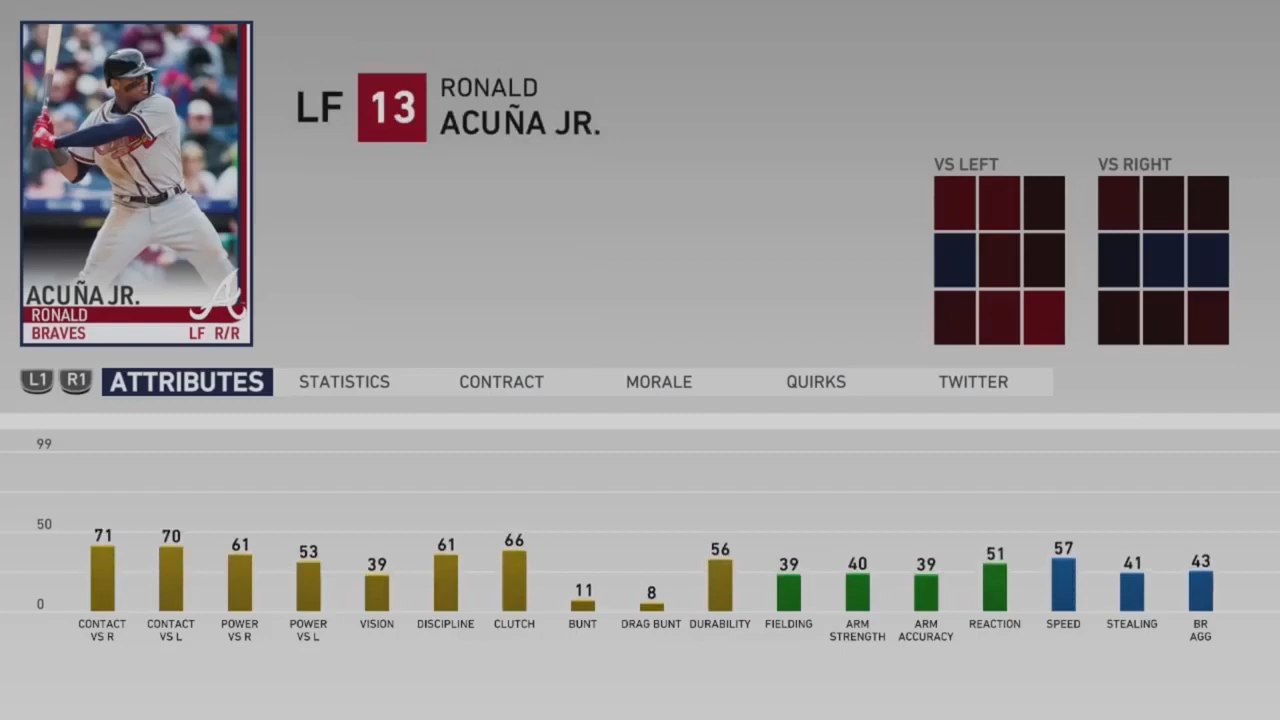 LF 13 RONALD
ACUÑA JR.
ACUÑA JR.
RONALD
BRAVES LF R/R
VS LEFT VS RIGHT
L1 R1 ATTRIBUTES STATISTICS CONTRACT MORALE QUIRKS TWITTER
99
50
0
71 70 61 53 39 61 66 11 8 56 39 40 39 51 57 41 43
CONTACT VS R
CONTACT VS L
POWER VS R
POWER VS L
VISION
DISCIPLINE
CLUTCH
BUNT
DRAG BUNT
DURABILITY
FIELDING
ARM STRENGTH
ARM ACCURACY
REACTION
SPEED
STEALING
BR AGG